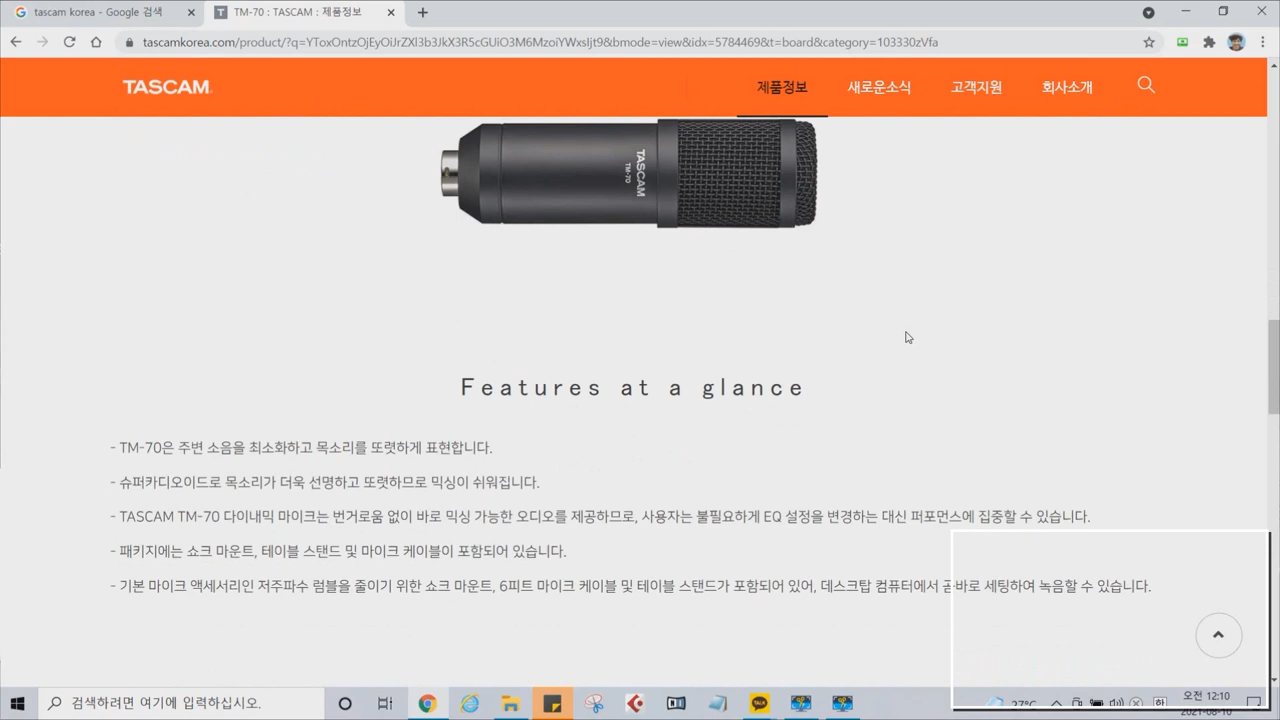 tascam korea - Google 검색
TM-70 : TASCAM : 제품정보
tascamkorea.com/product/?q=YToxOntzOjEyOiJrZXl3b3JkX3R5cGUiO3M6MzoiYWxsIjt9&bmode=view&idx=5784469&t=board&category=103330zVfa
TASCAM
제품정보
새로운소식
고객지원
회사소개
TASCAM
TM-70
Features at a glance
- TM-70은 주변 소음을 최소화하고 목소리를 또렷하게 표현합니다.
- 슈퍼카디오이드로 목소리가 더욱 선명하고 또렷하므로 믹싱이 쉬워집니다.
- TASCAM TM-70 다이내믹 마이크는 번거로움 없이 바로 믹싱 가능한 오디오를 제공하므로, 사용자는 불필요하게 EQ 설정을 변경하는 대신 퍼포먼스에 집중할 수 있습니다.
- 패키지에는 쇼크 마운트, 테이블 스탠드 및 마이크 케이블이 포함되어 있습니다.
- 기본 마이크 액세서리인 저주파수 럼블을 줄이기 위한 쇼크 마운트, 6피트 마이크 케이블 및 테이블 스탠드가 포함되어 있어, 데스크탑 컴퓨터에서 곧바로 세팅하여 녹음할 수 있습니다.
검색하려면 여기에 입력하십시오.
TALK
27°C
한
오전 12:10
2021-08-10